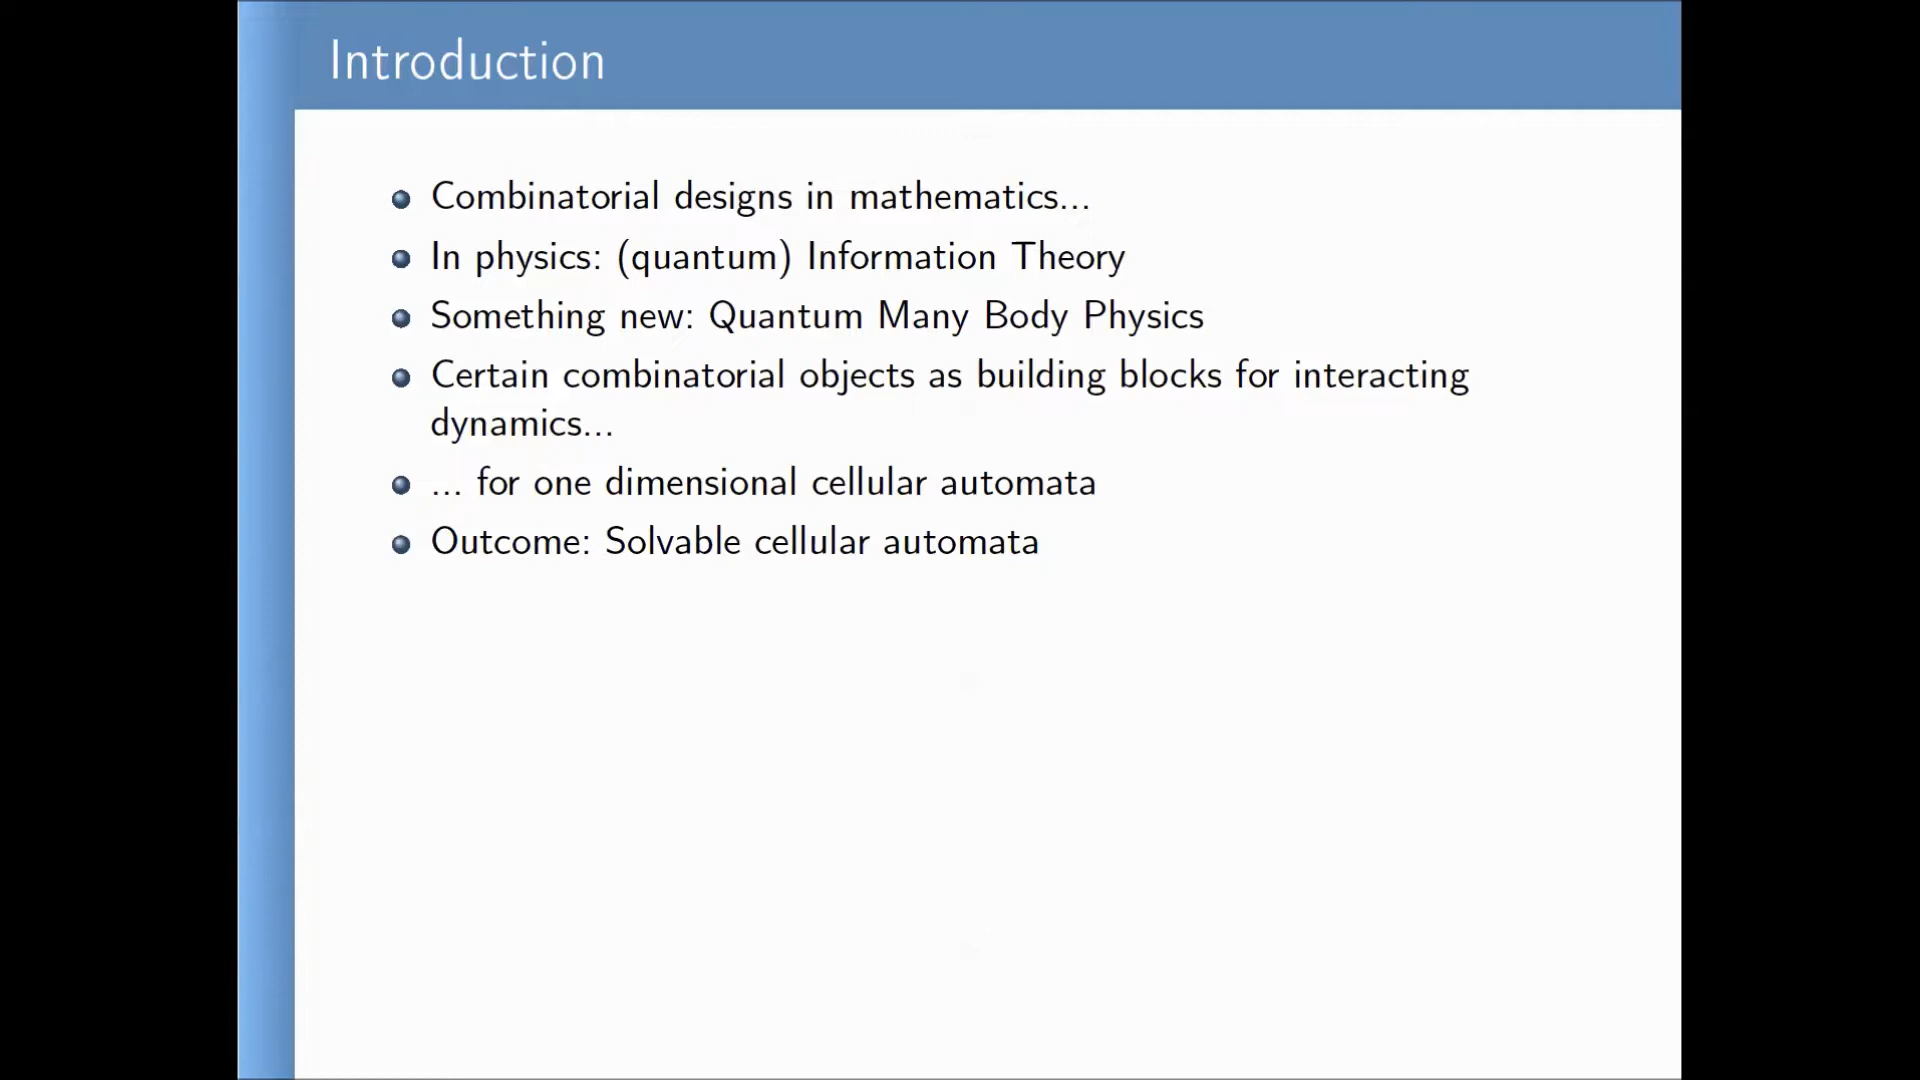 Introduction
Combinatorial designs in mathematics...
In physics: (quantum) Information Theory
Something new: Quantum Many Body Physics
Certain combinatorial objects as building blocks for interacting
dynamics...
... for one dimensional cellular automata
Outcome: Solvable cellular automata